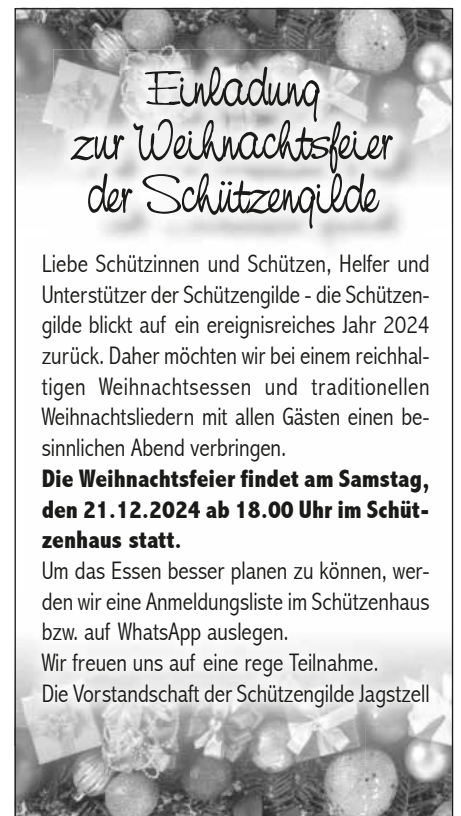 Einladung
zur Weihnachtsfeier
der Schützengilde
Liebe Schützinnen und Schützen, Helfer und
Unterstützer der Schützengilde - die Schützen-
gilde blickt auf ein ereignisreiches Jahr 2024
zurück. Daher möchten wir bei einem reichhal-
tigen Weihnachtsessen und traditionellen
Weihnachtsliedern mit allen Gästen einen be-
sinnlichen Abend verbringen.
Die Weihnachtsfeier findet am Samstag,
den 21.12.2024 ab 18.00 Uhr im Schüt-
zenhaus statt.
Um das Essen besser planen zu können, wer-
den wir eine Anmeldungsliste im Schützenhaus
bzw. auf WhatsApp auslegen.
Wir freuen uns auf eine rege Teilnahme.
Die Vorstandschaft der Schützengilde Jagstzell